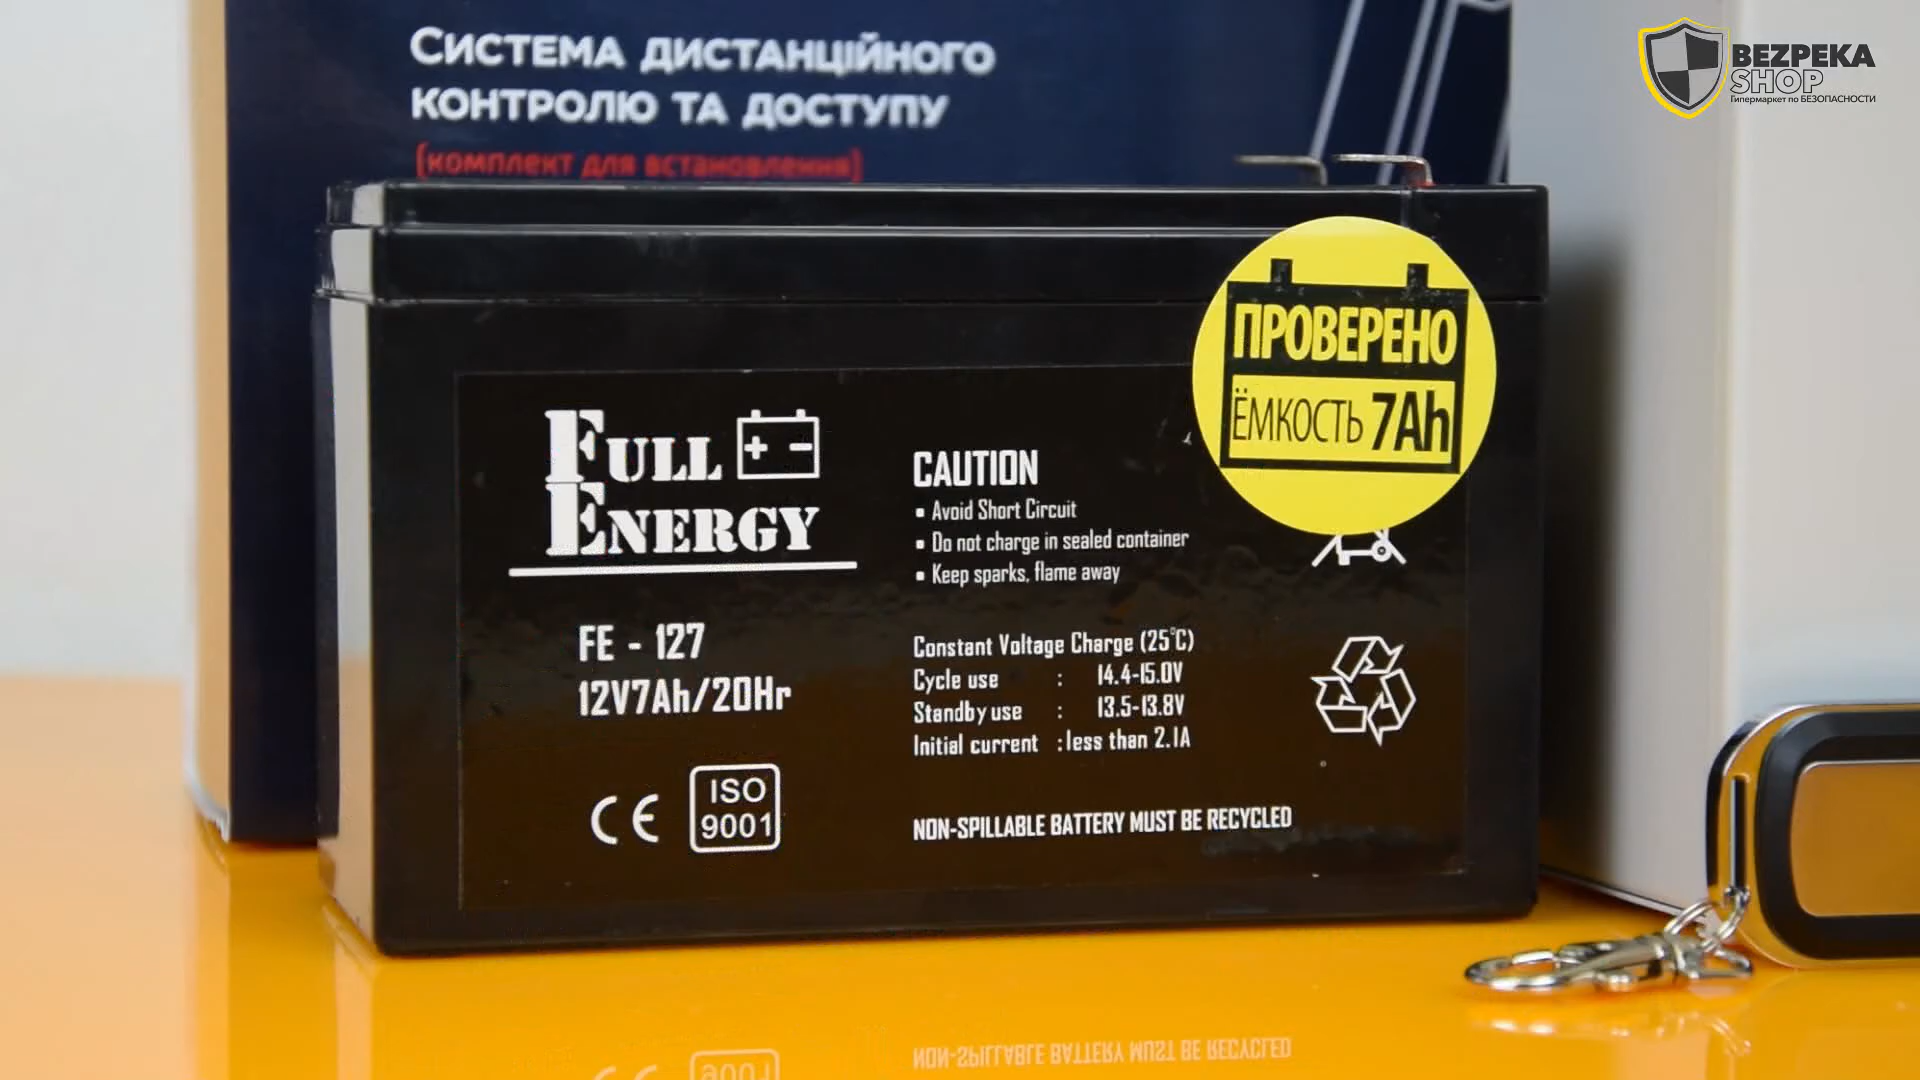 СИСТЕМА ДИСТАНЦІЙНОГО
КОНТРОЛЮ ТА ДОСТУПУ
(комплект для встановлення)
BEZPEKA
SHOP
Гипермаркет по БЕЗОПАСНОСТИ
ПРОВЕРЕНО
ЁМКОСТЬ 7Ah
FULL
ENERGY
FE - 127
12V7Ah/20Hr
CE
ISO
9001
CAUTION
▪ Avoid Short Circuit
▪ Do not charge in sealed container
▪ Keep sparks, flame away
Constant Voltage Charge (25°C)
Cycle use : 14.4-15.0V
Standby use : 13.5-13.8V
Initial current : less than 2.1A
NON-SPILLABLE BATTERY MUST BE RECYCLED